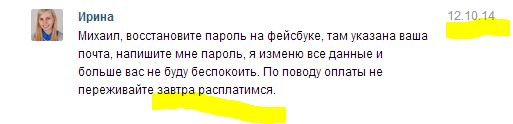 Ирина
12.10.14
Михаил, восстановите пароль на фейсбуке, там указана ваша
почта, напишите мне пароль, я изменю все данные и
больше вас не буду беспокоить. По поводу оплаты не
переживайте завтра расплатимся.